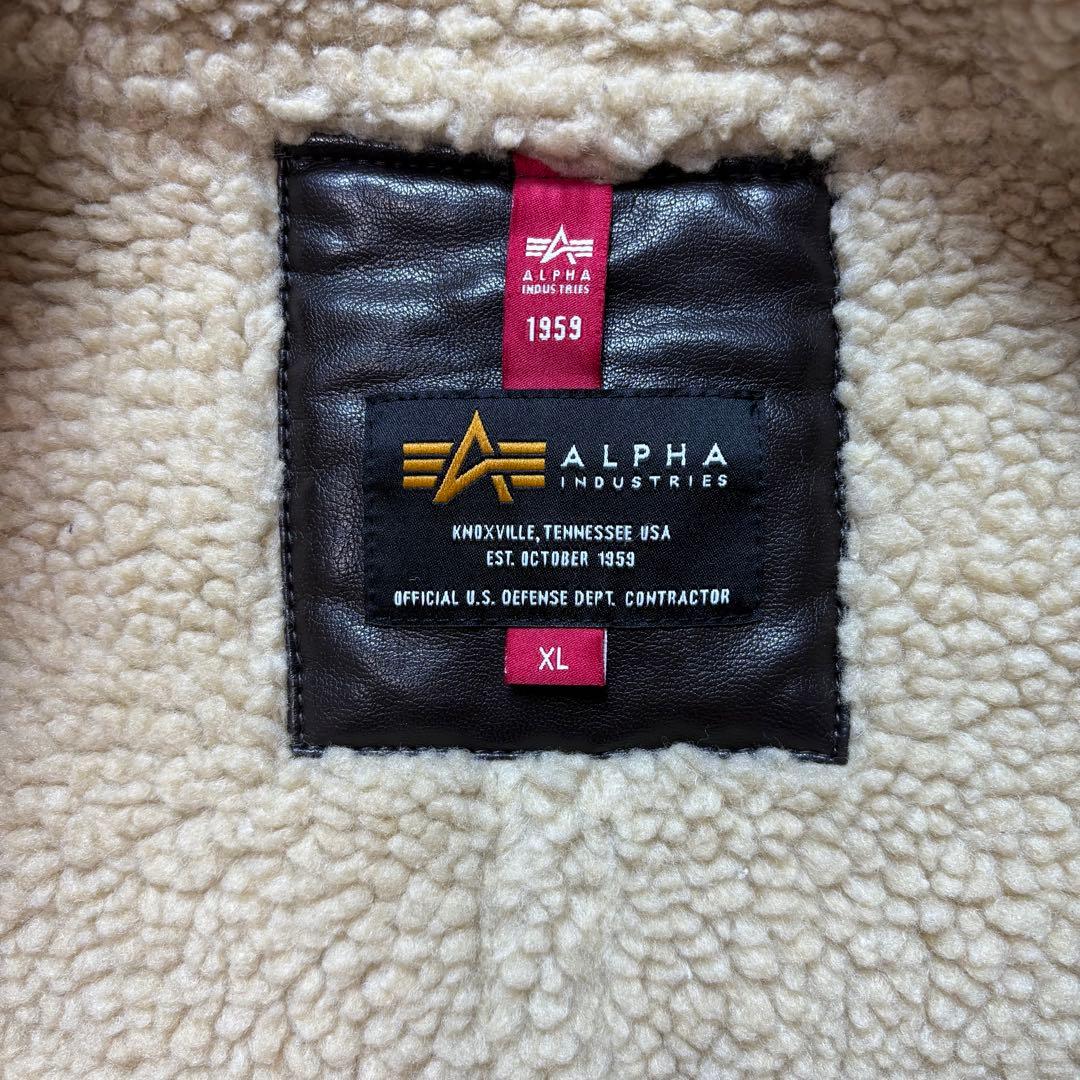 ALPHA
INDUSTRIES
1959
ALPHA
INDUSTRIES
KNOXVILLE, TENNESSEE USA
EST. OCTOBER 1959
OFFICIAL U.S. DEFENSE DEPT. CONTRACTOR
XL